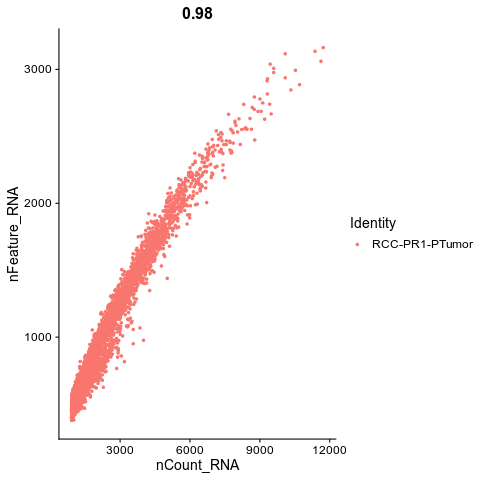 0.98
3000
2000
1000
nFeature_RNA
3000 6000 9000 12000
nCount_RNA
Identity
RCC-PR1-PTumor